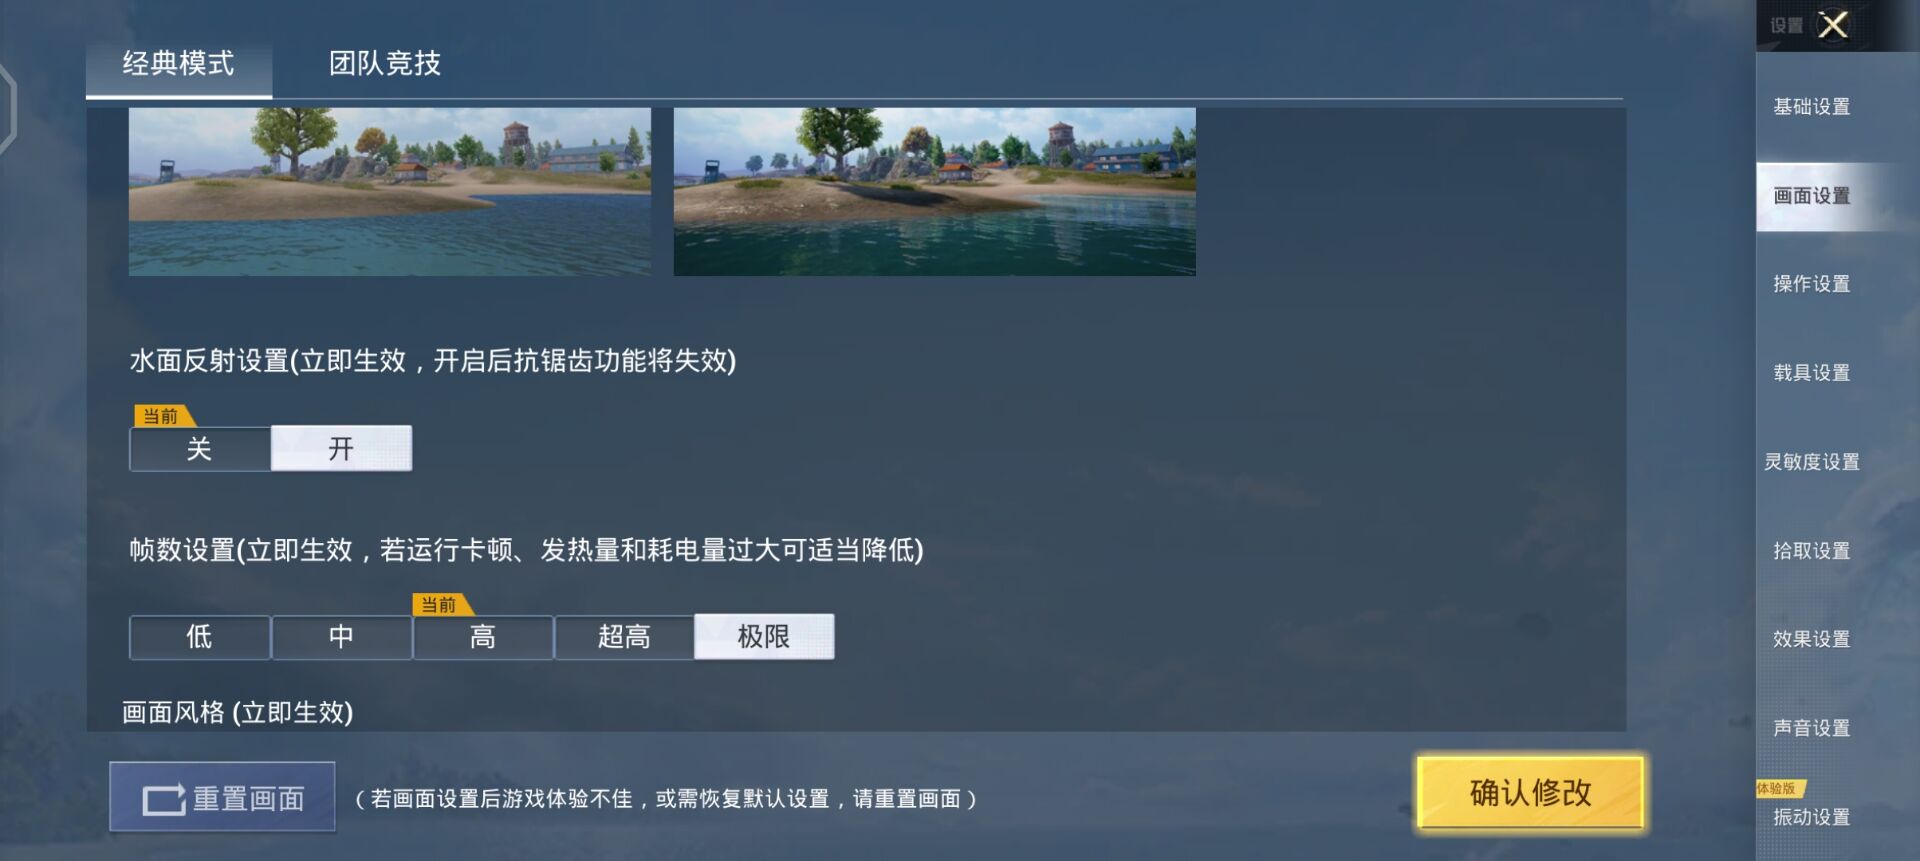 经典模式
团队竞技
水面反射设置(立即生效，开启后抗锯齿功能将失效)
当前
关
开
帧数设置(立即生效，若运行卡顿、发热量和耗电量过大可适当降低)
当前
低
中
高
超高
极限
画面风格 (立即生效)
重置画面
（若画面设置后游戏体验不佳，或需恢复默认设置，请重置画面）
确认修改
设置
基础设置
画面设置
操作设置
载具设置
灵敏度设置
拾取设置
效果设置
声音设置
体验版
振动设置